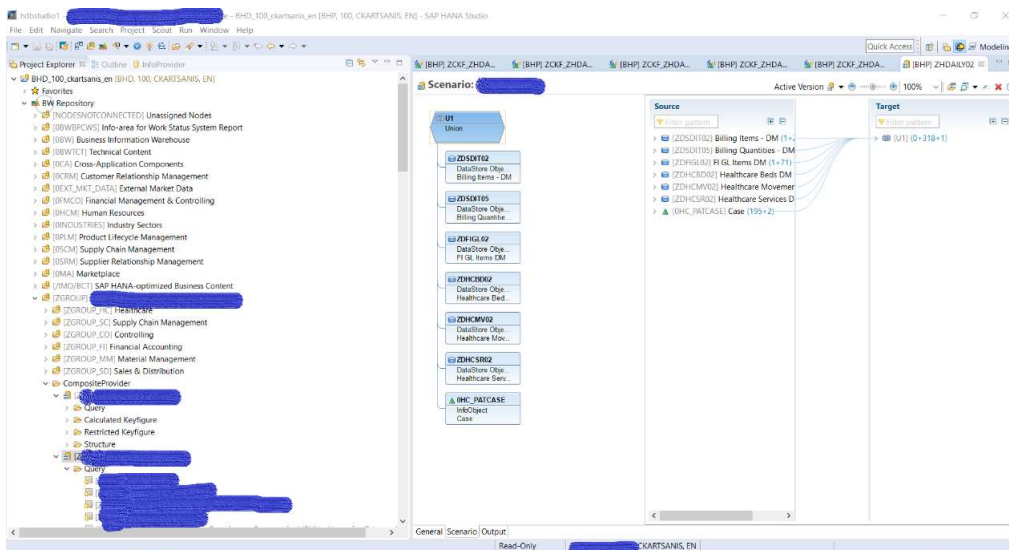 hdbstudio1 - e - BHD_100_ckartsanis_en [BHP, 100, CKARTSANIS, EN] - SAP HANA Studio
File Edit Navigate Search Project Scout Run Window Help
Quick Access
Modelin
Project Explorer Outline InfoProvider
BHD_100_ckartsanis_en [BHD, 100, CKARTSANIS, EN]
Favorites
BW Repository
[NODESNOTCONNECTED] Unassigned Nodes
[0BWBPCWS] Info-area for Work Status System Report
[0BW] Business Information Warehouse
[0BWTCT] Technical Content
[0CA] Cross-Application Components
[0CRM] Customer Relationship Management
[0EXT_MKT_DATA] External Market Data
[0FMCO] Financial Management & Controlling
[0HCM] Human Resources
[0INDUSTRIES] Industry Sectors
[0PLM] Product Lifecycle Management
[0SCM] Supply Chain Management
[0SRM] Supplier Relationship Management
[0MA] Marketplace
[/IMO/BCT] SAP HANA-optimized Business Content
[ZGROUP]
[ZGROUP_HC] Healthcare
[ZGROUP_SC] Supply Chain Management
[ZGROUP_CO] Controlling
[ZGROUP_FI] Financial Accounting
[ZGROUP_MM] Material Management
[ZGROUP_SD] Sales & Distribution
CompositeProvider
[Z
Query
Calculated Keyfigure
Restricted Keyfigure
Structure
[Z
Query
[BHP] ZCKF_ZHDA... [BHP] ZCKF_ZHDA... [BHP] ZCKF_ZHDA... [BHP] ZCKF_ZHDA... [BHP] ZCKF_ZHDA... [BHP] ZHDAILY02
Scenario:
Active Version 100%
U1
Union
ZDSDIT02
DataStore Obje...
Billing Items - DM
ZDSDIT05
DataStore Obje...
Billing Quantitie...
ZDFIGL02
DataStore Obje...
FI GL Items DM
ZDHCBD02
DataStore Obje...
Healthcare Bed...
ZDHCMV02
DataStore Obje...
Healthcare Mov...
ZDHCSR02
DataStore Obje...
Healthcare Serv...
0HC_PATCASE
InfoObject
Case
Source
Filter pattern
[ZDSDIT02] Billing Items - DM (1+
[ZDSDIT05] Billing Quantities - DM
[ZDFIGL02] FI GL Items DM (1+71)
[ZDHCBD02] Healthcare Beds DM
[ZDHCMV02] Healthcare Movemer
[ZDHCSR02] Healthcare Services D
[0HC_PATCASE] Case (195+2)
Target
Filter pattern
[U1] (0+318+1)
General Scenario Output
Read-Only CKARTSANIS, EN